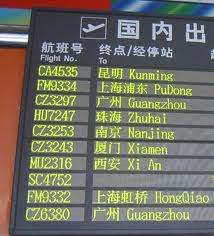 国内出
航班号 终点/经停站
Flight No. To
CA4535 昆明 Kunming
FM9334 上海浦东 PuDong
CZ3297 广州 Guangzhou
HU7247 珠海 Zhuhai
CZ3253 南京 Nanjing
CZ3243 厦门 Xiamen
MU2316 西安 Xi An
SC4752
FM9332 上海虹桥 HongQiao
CZ6380 广州 Guangzhou